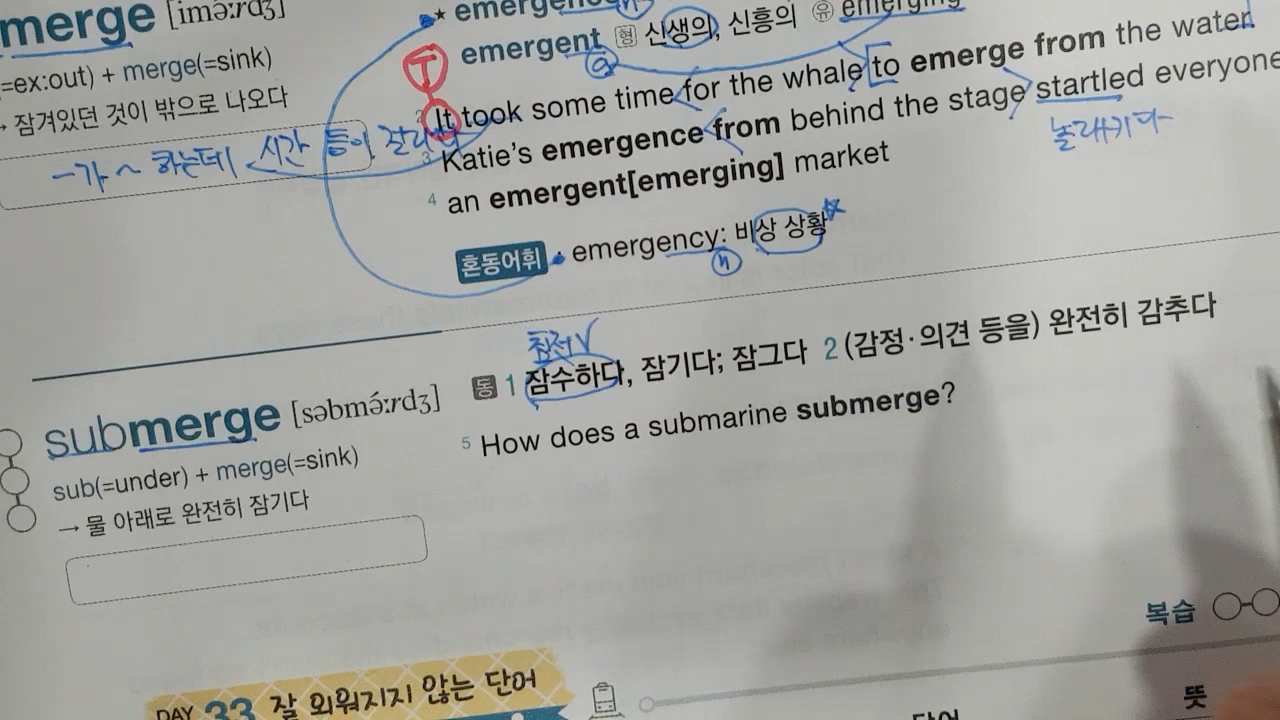 merge [imə́ːrdʒ]
(=ex:out) + merge(=sink)
→ 잠겨있던 것이 밖으로 나오다
-가 ~ 하는데 시간 등이 걸리다
★ emergence ⓝ
emergent 형 신생의, 신흥의 유 emerging
ⓐ
T
It took some time for the whale to emerge from the water.
3 Katie's emergence from behind the stage startled everyone
놀래키다
4 an emergent[emerging] market
혼동어휘 • emergency: 비상 상황
ⓝ
submerge [səbmə́ːrdʒ]
sub(=under) + merge(=sink)
→ 물 아래로 완전히 잠기다
잠수V
동 1 잠수하다, 잠기다; 잠그다 2 (감정·의견 등을) 완전히 감추다
5 How does a submarine submerge?
복습
DAY 33 잘 외워지지 않는 단어
단어
뜻